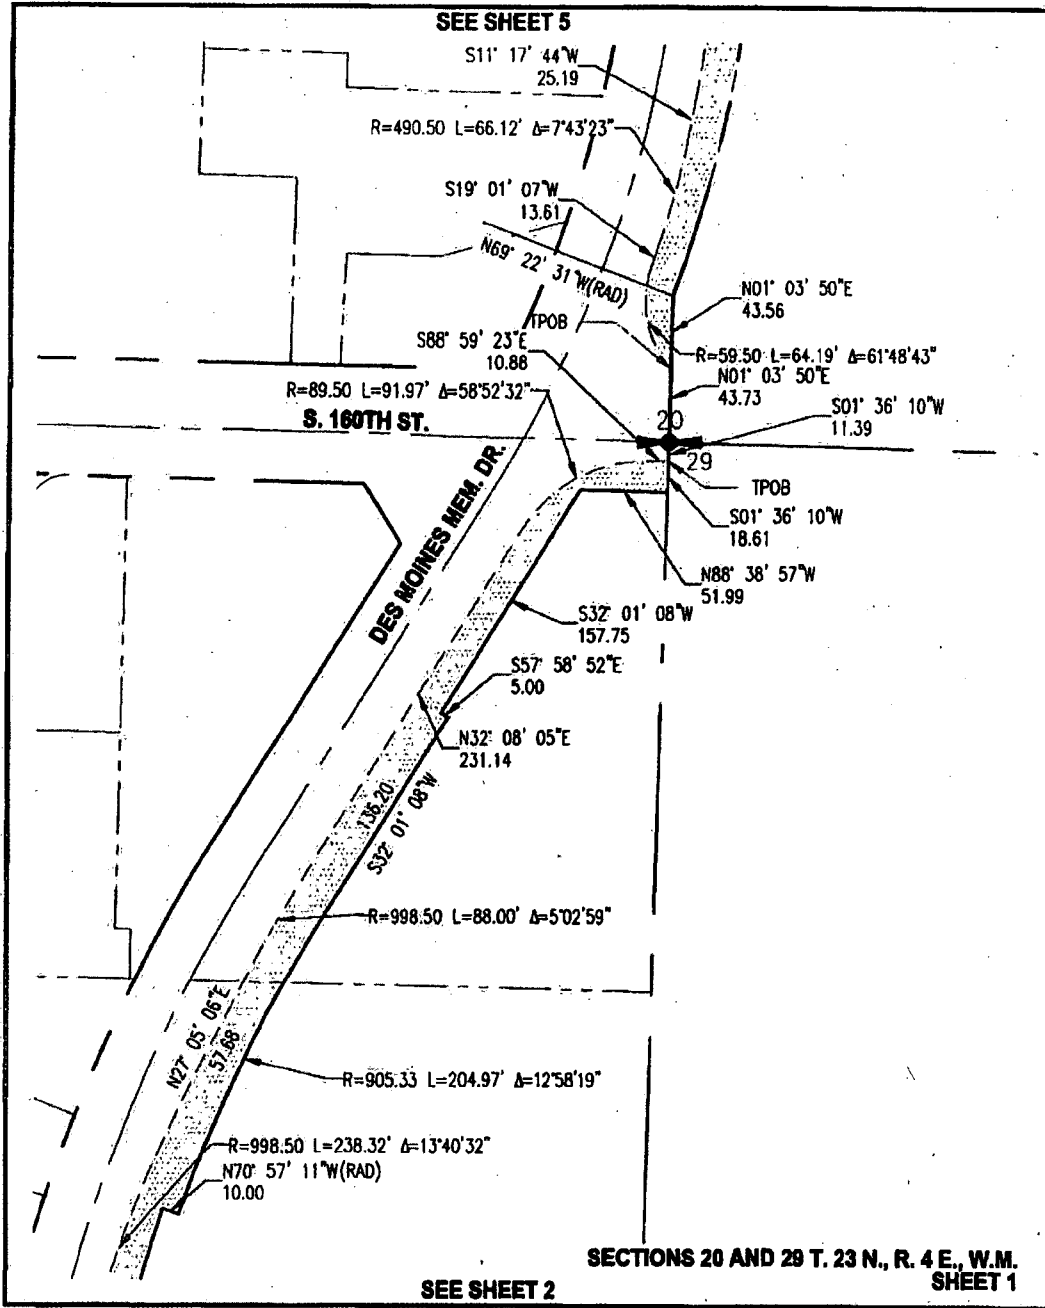 SEE SHEET 5
S11° 17' 44"W
25.19
R=490.50 L=66.12' Δ=7°43'23"
S19° 01' 07"W
13.61
N69° 22' 31"W(RAD)
N01° 03' 50"E
43.56
TPOB
S88° 59' 23"E
10.88
R=59.50 L=64.19' Δ=61°48'43"
N01° 03' 50"E
43.73
R=89.50 L=91.97' Δ=58°52'32"
S01° 36' 10"W
11.39
S. 160TH ST.
20
29
TPOB
S01° 36' 10"W
18.61
DES MOINES MEM. DR.
N88° 38' 57"W
51.99
S32° 01' 08"W
157.75
S57° 58' 52"E
5.00
N32° 08' 05"E
231.14
136.20
S32° 01' 08"W
R=998.50 L=88.00' Δ=5°02'59"
N27° 05' 06"E
57.68
R=905.33 L=204.97' Δ=12°58'19"
R=998.50 L=238.32' Δ=13°40'32"
N70° 57' 11"W(RAD)
10.00
SECTIONS 20 AND 29 T. 23 N., R. 4 E., W.M.
SHEET 1
SEE SHEET 2